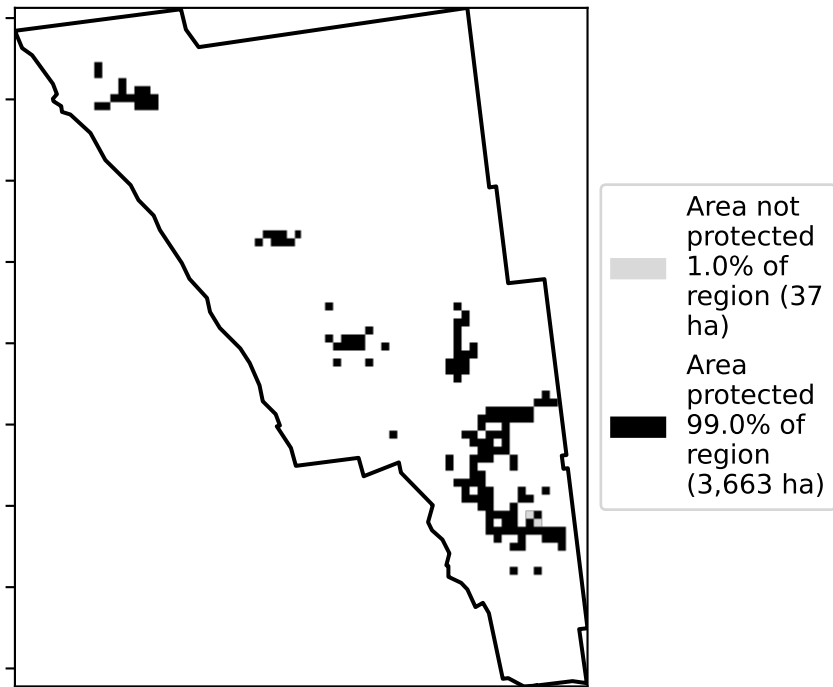 Area not
protected
1.0% of
region (37
ha)
Area
protected
99.0% of
region
(3,663 ha)